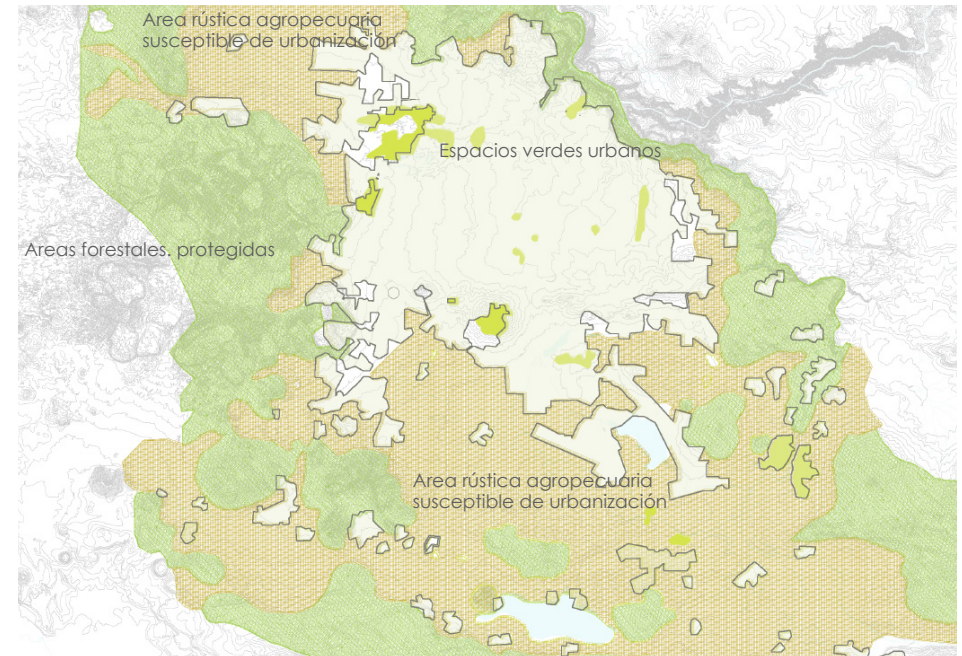 Area rústica agropecuaria
susceptible de urbanización
Espacios verdes urbanos
Areas forestales. protegidas
Area rústica agropecuaria
susceptible de urbanización